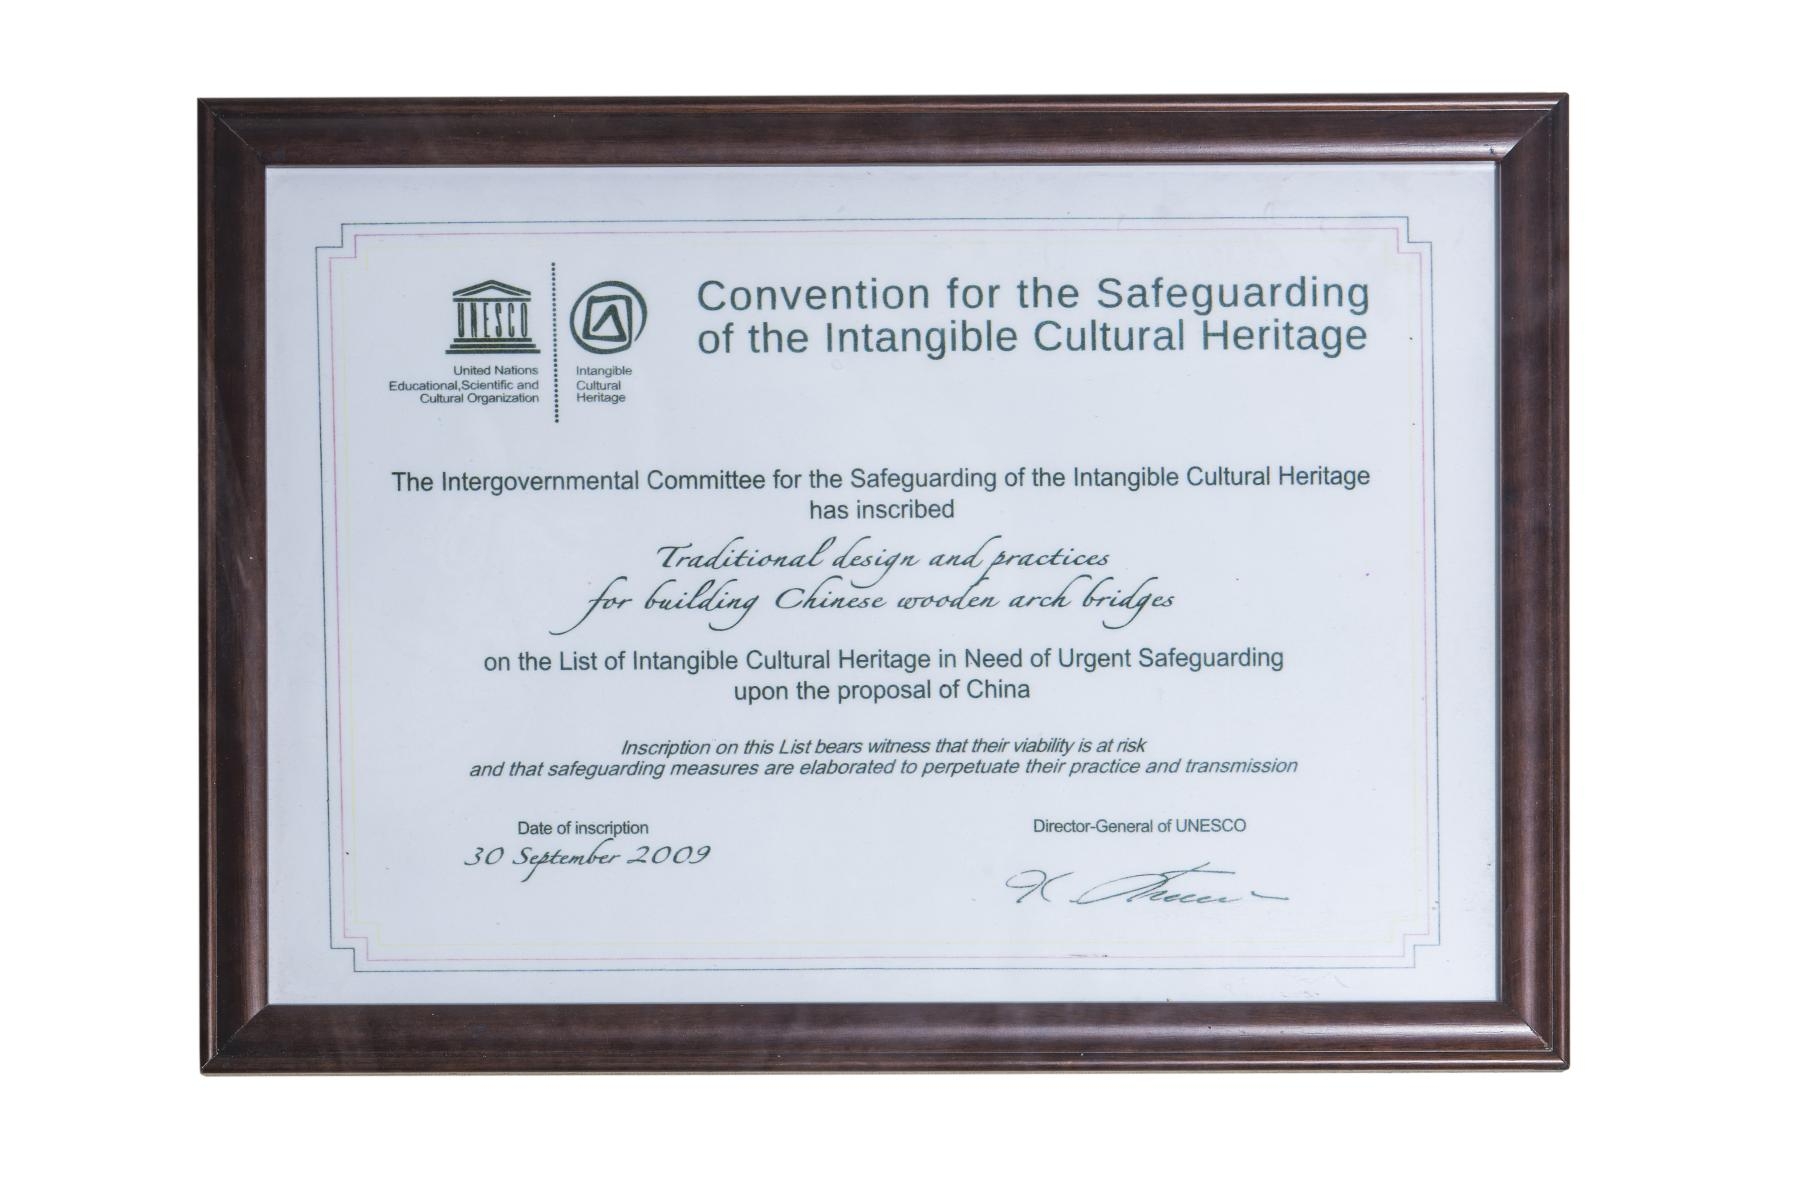 UNESCO
United Nations
Educational, Scientific and
Cultural Organization
Intangible
Cultural
Heritage
Convention for the Safeguarding
of the Intangible Cultural Heritage
The Intergovernmental Committee for the Safeguarding of the Intangible Cultural Heritage
has inscribed
Traditional design and practices
for building Chinese wooden arch bridges
on the List of Intangible Cultural Heritage in Need of Urgent Safeguarding
upon the proposal of China
Inscription on this List bears witness that their viability is at risk
and that safeguarding measures are elaborated to perpetuate their practice and transmission
Date of inscription
30 September 2009
Director-General of UNESCO